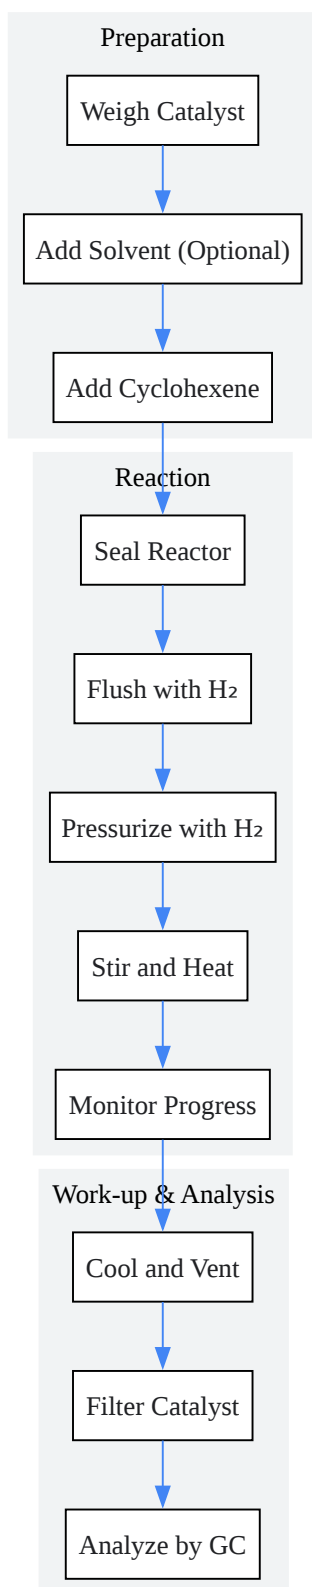 Preparation
Weigh Catalyst
Add Solvent (Optional)
Add Cyclohexene
Reaction
Seal Reactor
Flush with H₂
Pressurize with H₂
Stir and Heat
Monitor Progress
Work-up & Analysis
Cool and Vent
Filter Catalyst
Analyze by GC